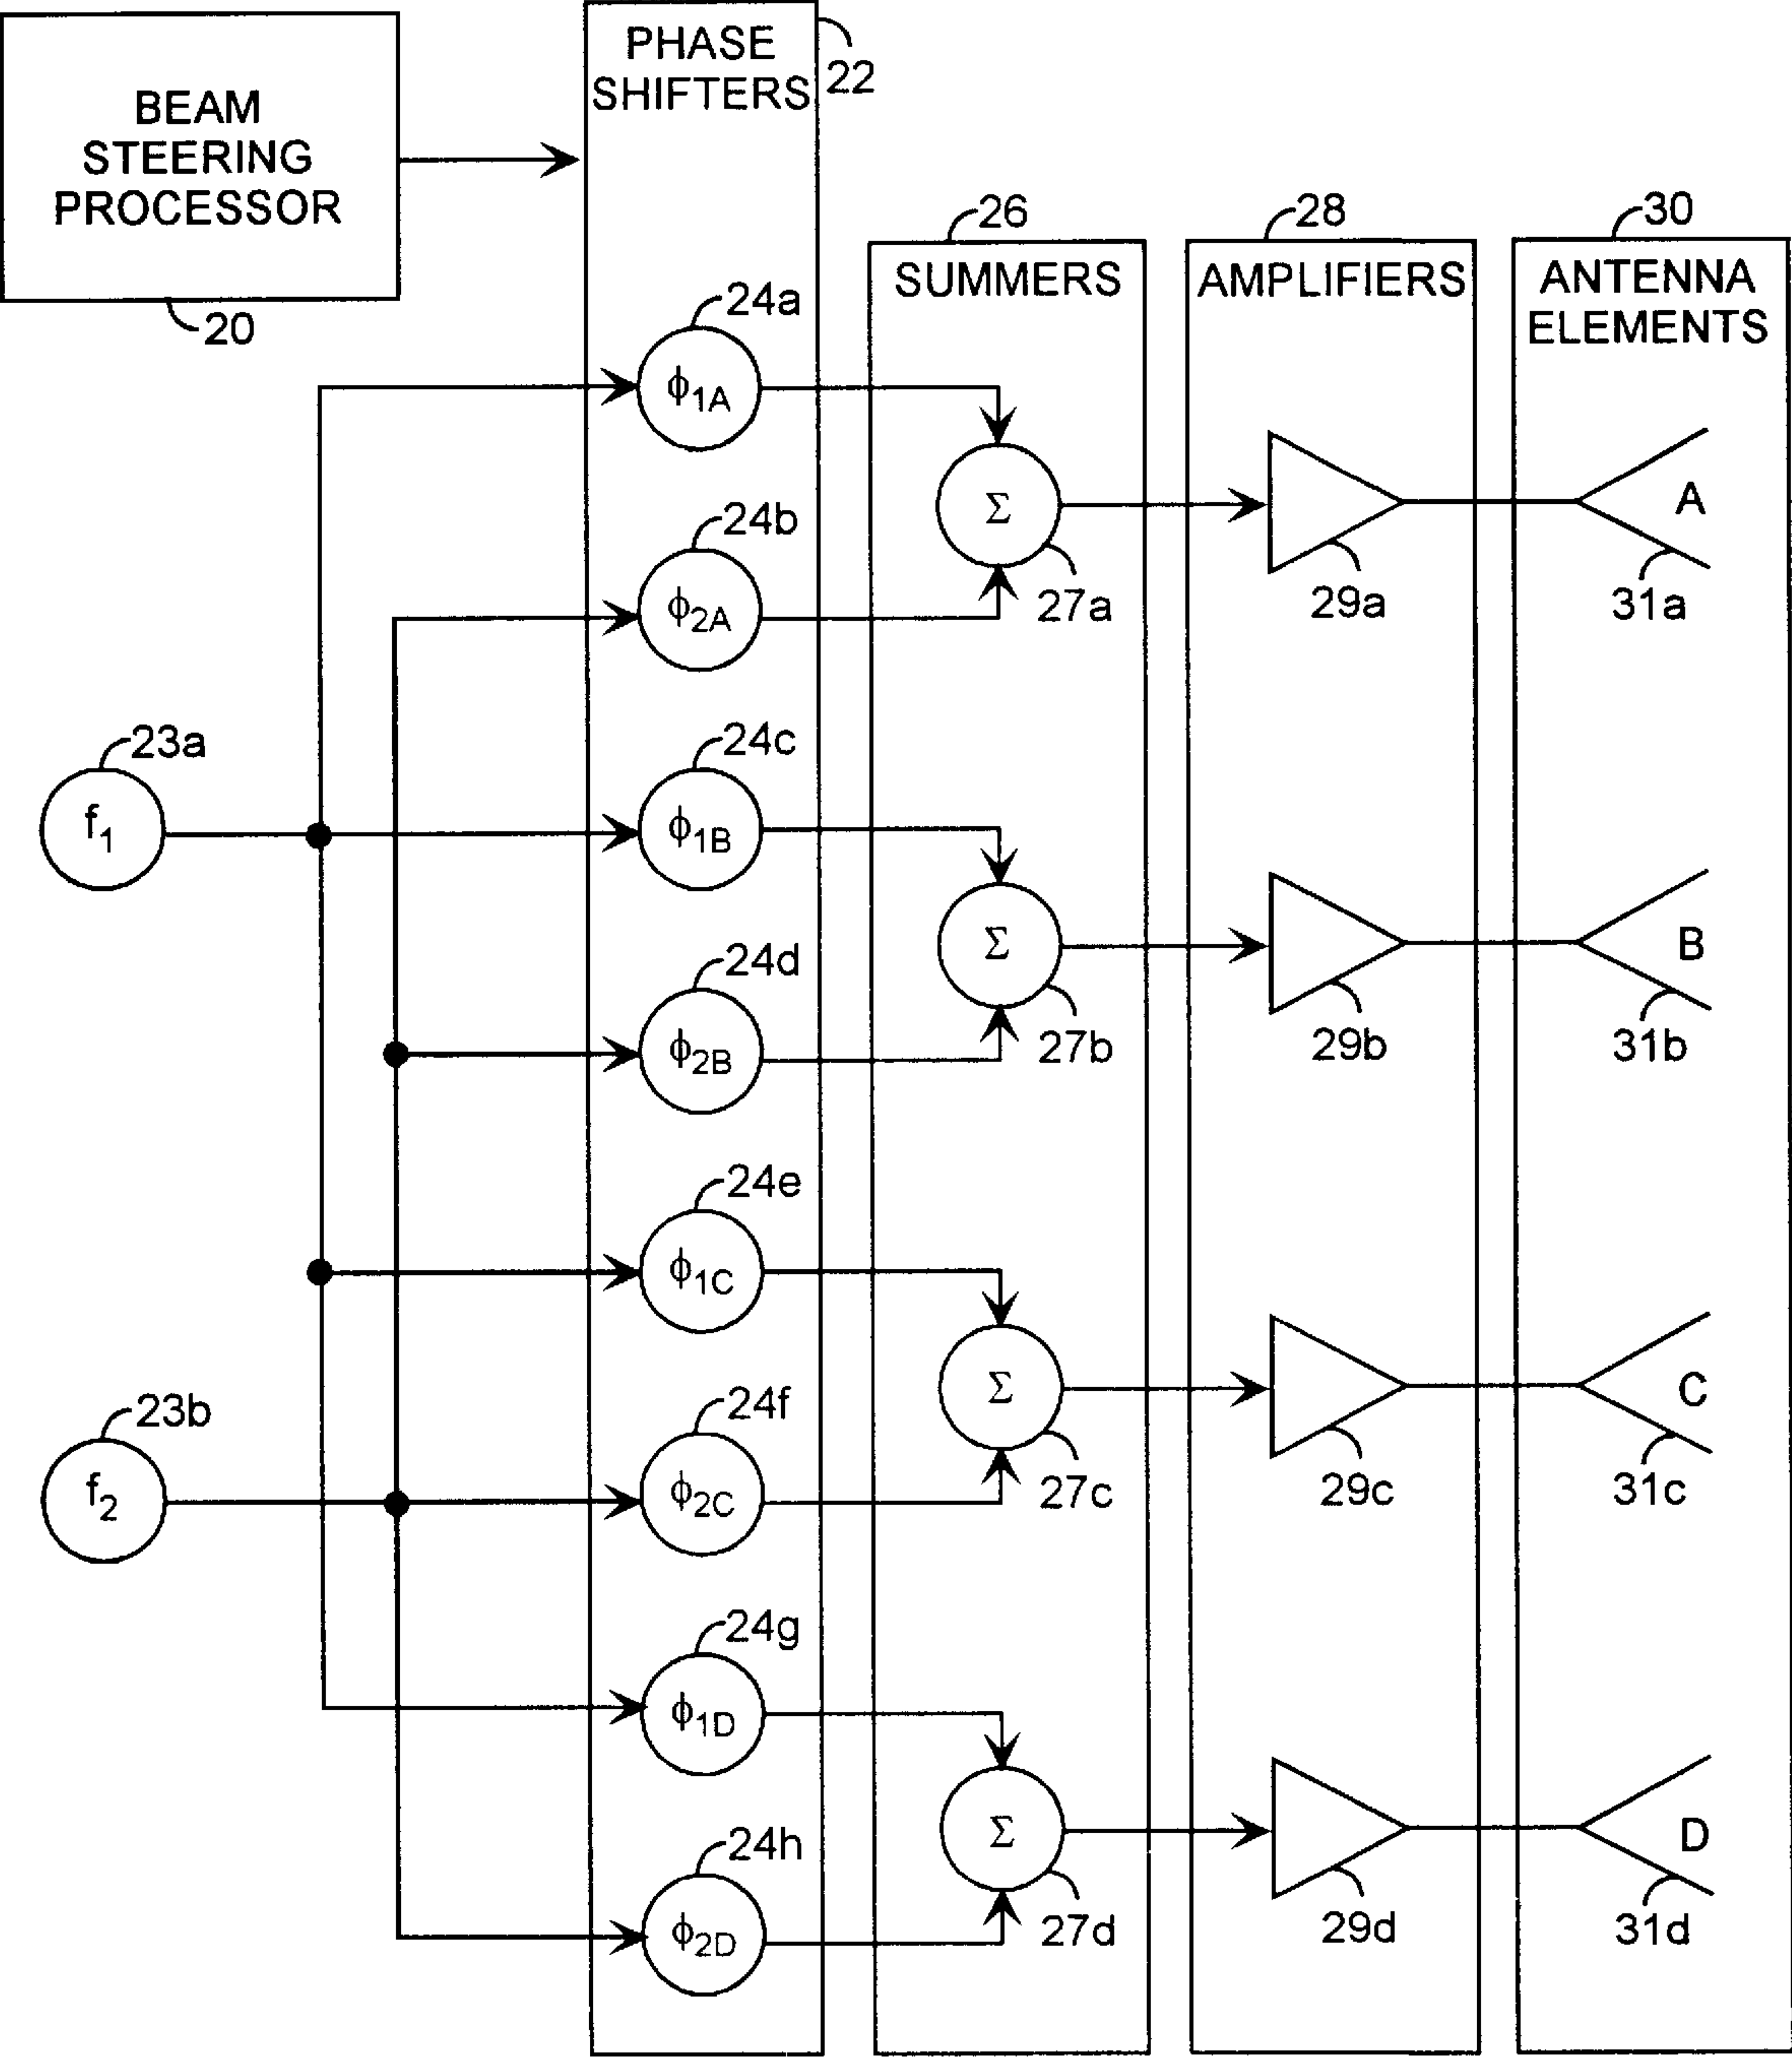 BEAM
STEERING
PROCESSOR
20
PHASE
SHIFTERS
22
26
SUMMERS
28
AMPLIFIERS
30
ANTENNA
ELEMENTS
24a
ϕ1A
24b
ϕ2A
Σ
27a
29a
A
31a
23a
f1
24c
ϕ1B
24d
ϕ2B
Σ
27b
29b
B
31b
24e
ϕ1C
23b
f2
24f
ϕ2C
Σ
27c
29c
C
31c
24g
ϕ1D
24h
ϕ2D
Σ
27d
29d
D
31d